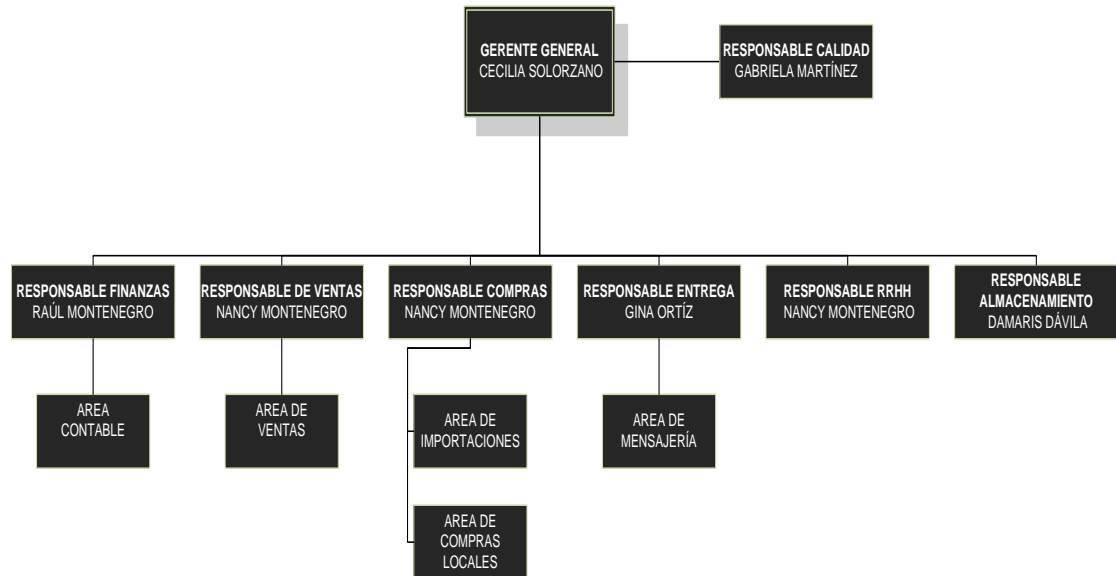 GERENTE GENERAL
CECILIA SOLORZANO
RESPONSABLE CALIDAD
GABRIELA MARTÍNEZ
RESPONSABLE FINANZAS
RAÚL MONTENEGRO
RESPONSABLE DE VENTAS
NANCY MONTENEGRO
RESPONSABLE COMPRAS
NANCY MONTENEGRO
RESPONSABLE ENTREGA
GINA ORTÍZ
RESPONSABLE RRHH
NANCY MONTENEGRO
RESPONSABLE
ALMACENAMIENTO
DAMARIS DÁVILA
AREA
CONTABLE
AREA DE
VENTAS
AREA DE
IMPORTACIONES
AREA DE
MENSAJERÍA
AREA DE
COMPRAS
LOCALES